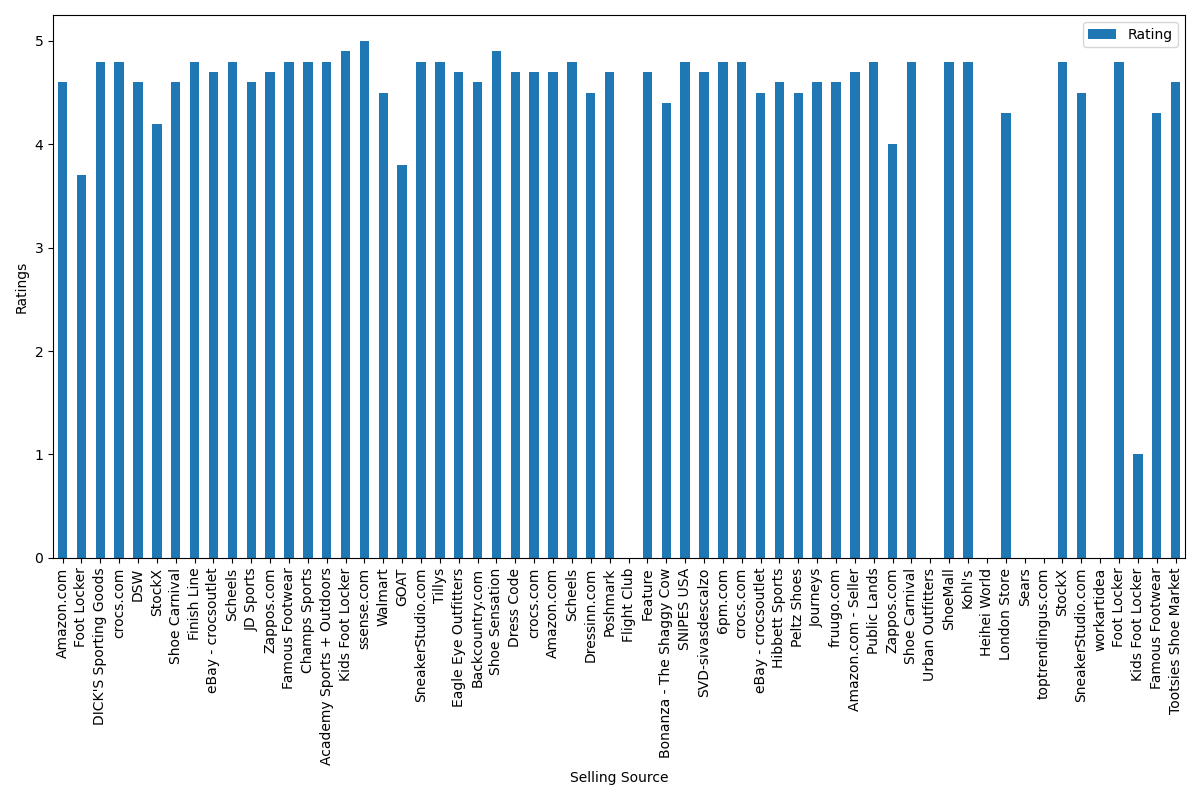 Rating
5
4
3
2
1
0
Ratings
Amazon.com
Foot Locker
DICK'S Sporting Goods
crocs.com
DSW
StockX
Shoe Carnival
Finish Line
eBay - crocsoutlet
Scheels
JD Sports
Zappos.com
Famous Footwear
Champs Sports
Academy Sports + Outdoors
Kids Foot Locker
ssense.com
Walmart
GOAT
SneakerStudio.com
Tillys
Eagle Eye Outfitters
Backcountry.com
Shoe Sensation
Dress Code
crocs.com
Amazon.com
Scheels
Dressinn.com
Poshmark
Flight Club
Feature
Bonanza - The Shaggy Cow
SNIPES USA
SVD-sivasdescalzo
6pm.com
crocs.com
eBay - crocsoutlet
Hibbett Sports
Peltz Shoes
Journeys
fruugo.com
Amazon.com - Seller
Public Lands
Zappos.com
Shoe Carnival
Urban Outfitters
ShoeMall
Kohl's
Heihei World
London Store
Sears
toptrendingus.com
StockX
SneakerStudio.com
workartidea
Foot Locker
Kids Foot Locker
Famous Footwear
Tootsies Shoe Market
Selling Source